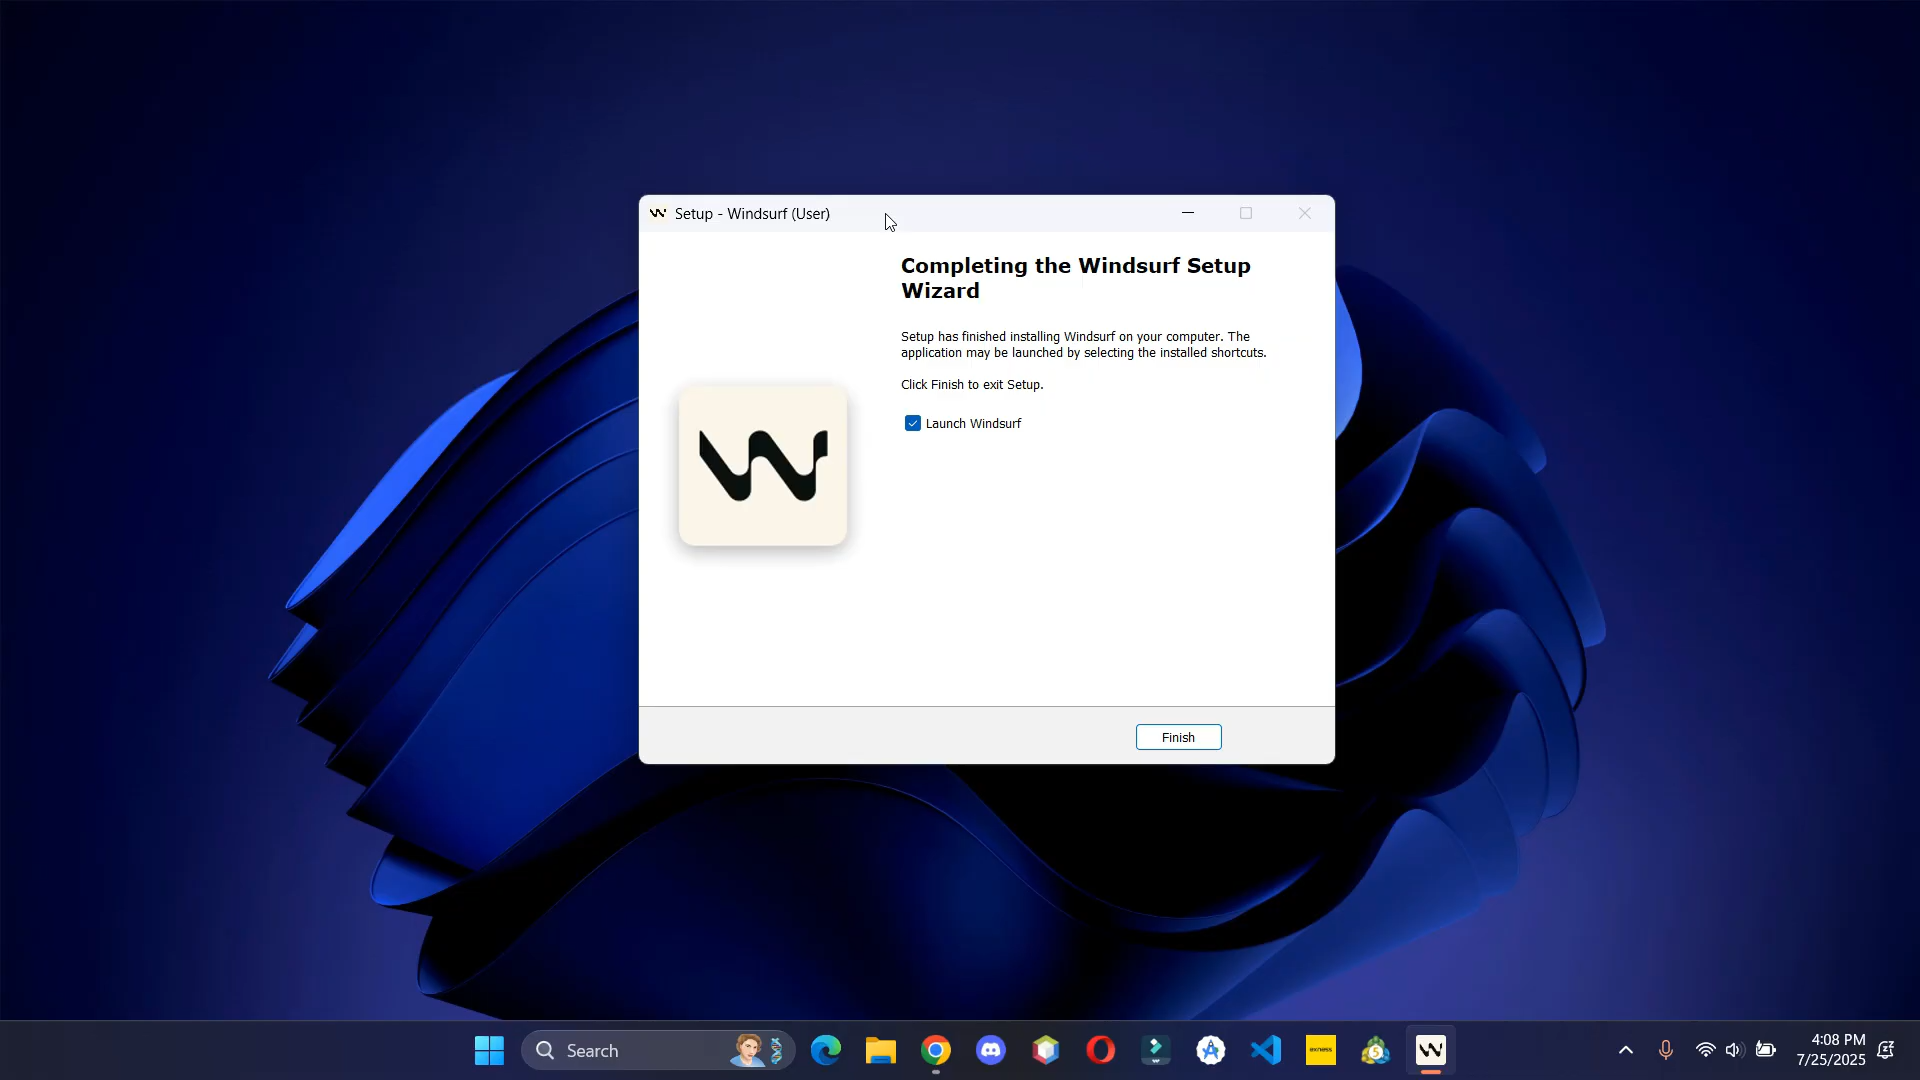 Setup - Windsurf (User)
Completing the Windsurf Setup
Wizard
Setup has finished installing Windsurf on your computer. The
application may be launched by selecting the installed shortcuts.
Click Finish to exit Setup.
Launch Windsurf
Finish
Search
exness
5
4:08 PM
7/25/2025